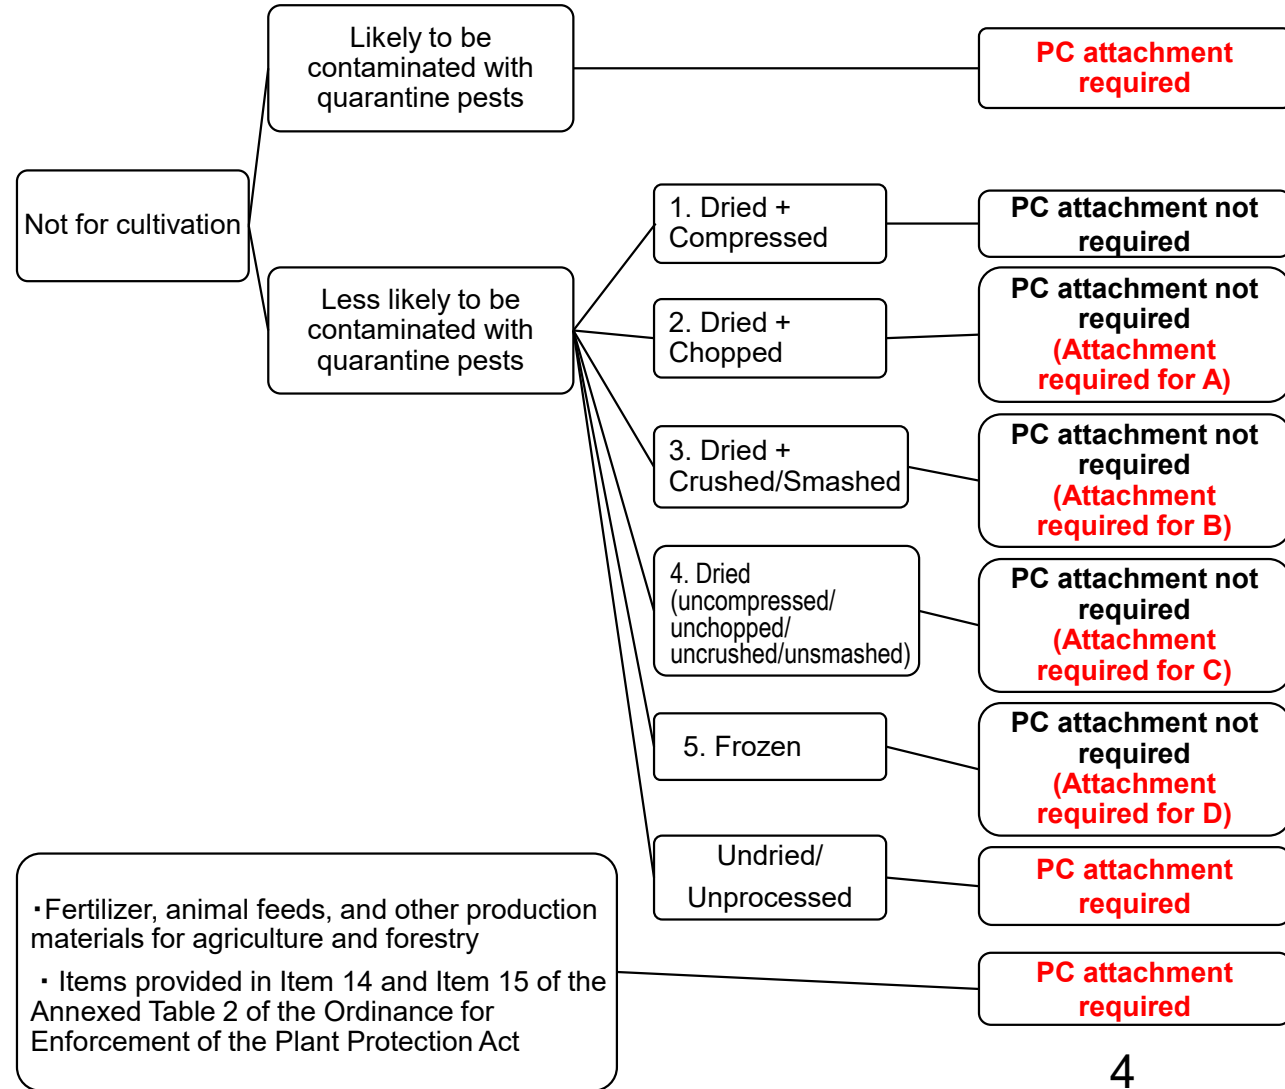 Likely to be
contaminated with
quarantine pests
PC attachment
required
Not for cultivation
Less likely to be
contaminated with
quarantine pests
1. Dried +
Compressed
PC attachment not
required
2. Dried +
Chopped
PC attachment not
required
(Attachment
required for A)
3. Dried +
Crushed/Smashed
PC attachment not
required
(Attachment
required for B)
4. Dried
(uncompressed/
unchopped/
uncrushed/unsmashed)
PC attachment not
required
(Attachment
required for C)
5. Frozen
PC attachment not
required
(Attachment
required for D)
Undried/
Unprocessed
PC attachment
required
・Fertilizer, animal feeds, and other production
materials for agriculture and forestry
・ Items provided in Item 14 and Item 15 of the
Annexed Table 2 of the Ordinance for
Enforcement of the Plant Protection Act
PC attachment
required
4